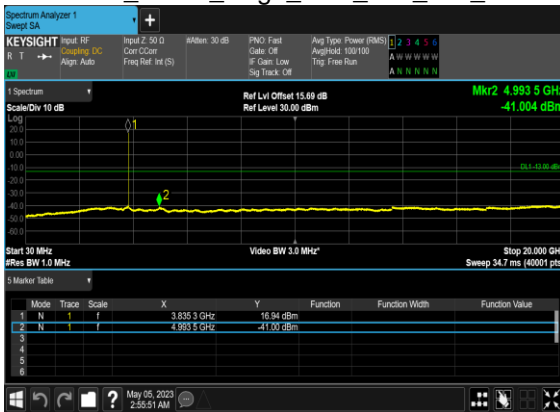 Spectrum Analyzer 1
Swept SA
+
KEYSIGHT Input: RF Input Z: 50 Ω #Atten: 30 dB PNO: Fast Avg Type: Power (RMS) 1 2 3 4 5 6
R T Coupling: DC Corr CCorr Gate: Off Avg|Hold: 100/100 A W W W W W
Align: Auto Freq Ref: Int (S) IF Gain: Low Trig: Free Run
Sig Track: Off A N N N N N
1 Spectrum Ref Lvl Offset 15.69 dB Mkr2 4.993 5 GHz
Scale/Div 10 dB Ref Level 30.00 dBm -41.004 dBm
Log
20.0
10.0
0.00
-10.0
DL1 -13.00 dBm
-20.0
-30.0
-40.0
-50.0
-60.0
1
2
Start 30 MHz Video BW 3.0 MHz* Stop 20.000 GH
#Res BW 1.0 MHz Sweep 34.7 ms (40001 pts
5 Marker Table
Mode Trace Scale X Y Function Function Width Function Value
1 N 1 f 3.835 3 GHz 16.94 dBm
2 N 1 f 4.993 5 GHz -41.00 dBm
3
4
5
6
? May 05, 2023
2:55:51 AM